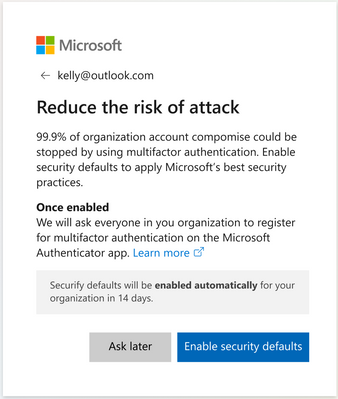 Microsoft
← kelly@outlook.com
Reduce the risk of attack
99.9% of organization account compomise could be
stopped by using multifactor authentication. Enable
security defaults to apply Microsoft's best security
practices.
Once enabled
We will ask everyone in you organization to register
for multifactor authentication on the Microsoft
Authenticator app. Learn more
Securify defaults will be enabled automatically for your
organization in 14 days.
Ask later
Enable security defaults